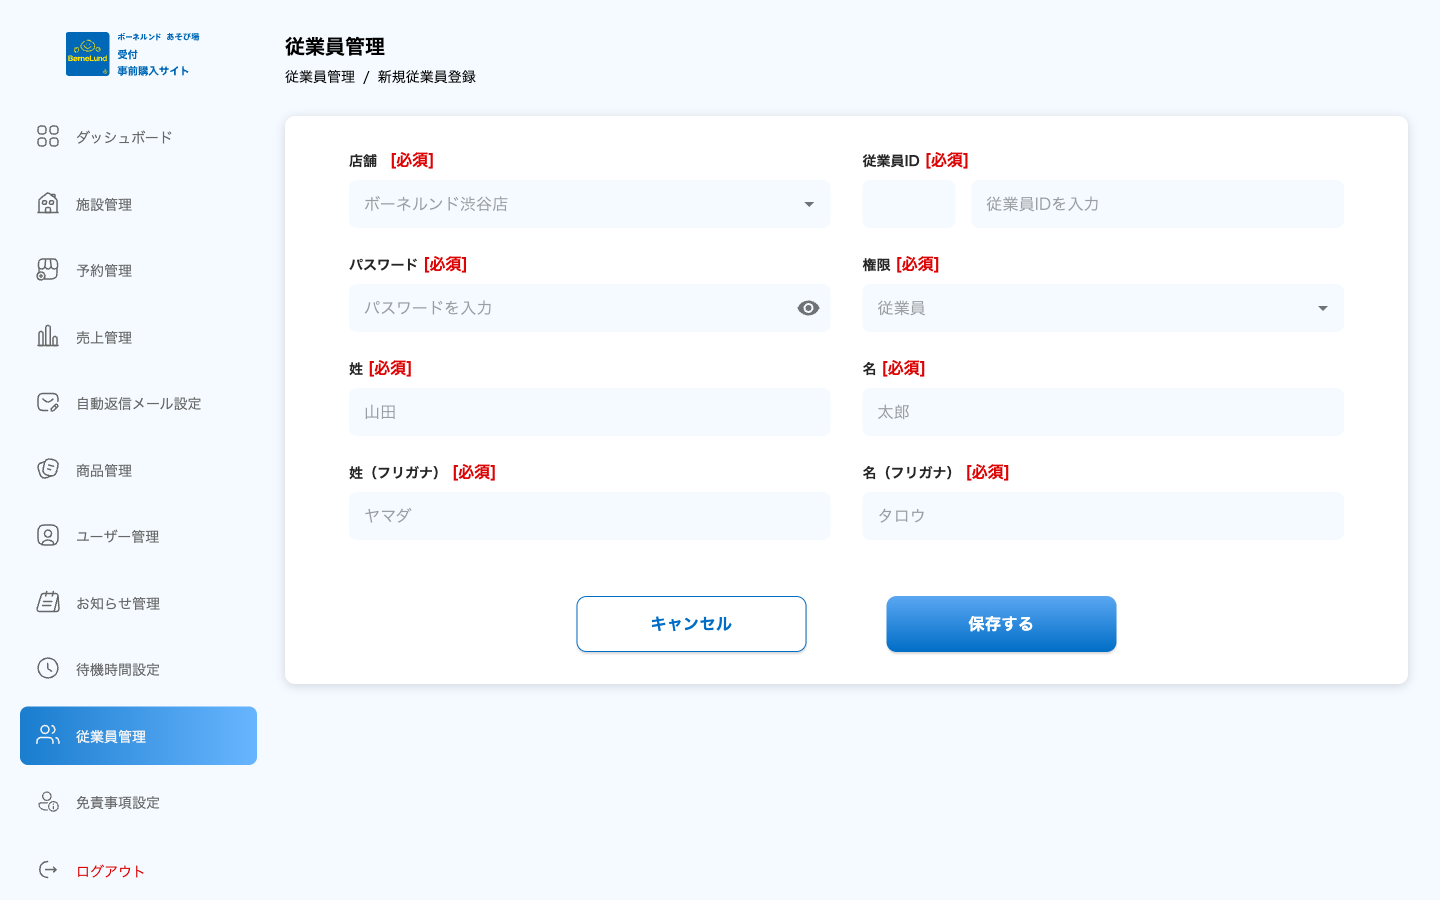 BørneLund
ボーネルンド あそび場
受付
事前購入サイト
ダッシュボード
施設管理
予約管理
売上管理
自動返信メール設定
商品管理
ユーザー管理
お知らせ管理
待機時間設定
従業員管理
免責事項設定
ログアウト
従業員管理
従業員管理 / 新規従業員登録
店舗 [必須]
ボーネルンド渋谷店
従業員ID [必須]
従業員IDを入力
パスワード [必須]
パスワードを入力
権限 [必須]
従業員
姓 [必須]
山田
名 [必須]
太郎
姓（フリガナ） [必須]
ヤマダ
名（フリガナ） [必須]
タロウ
キャンセル
保存する